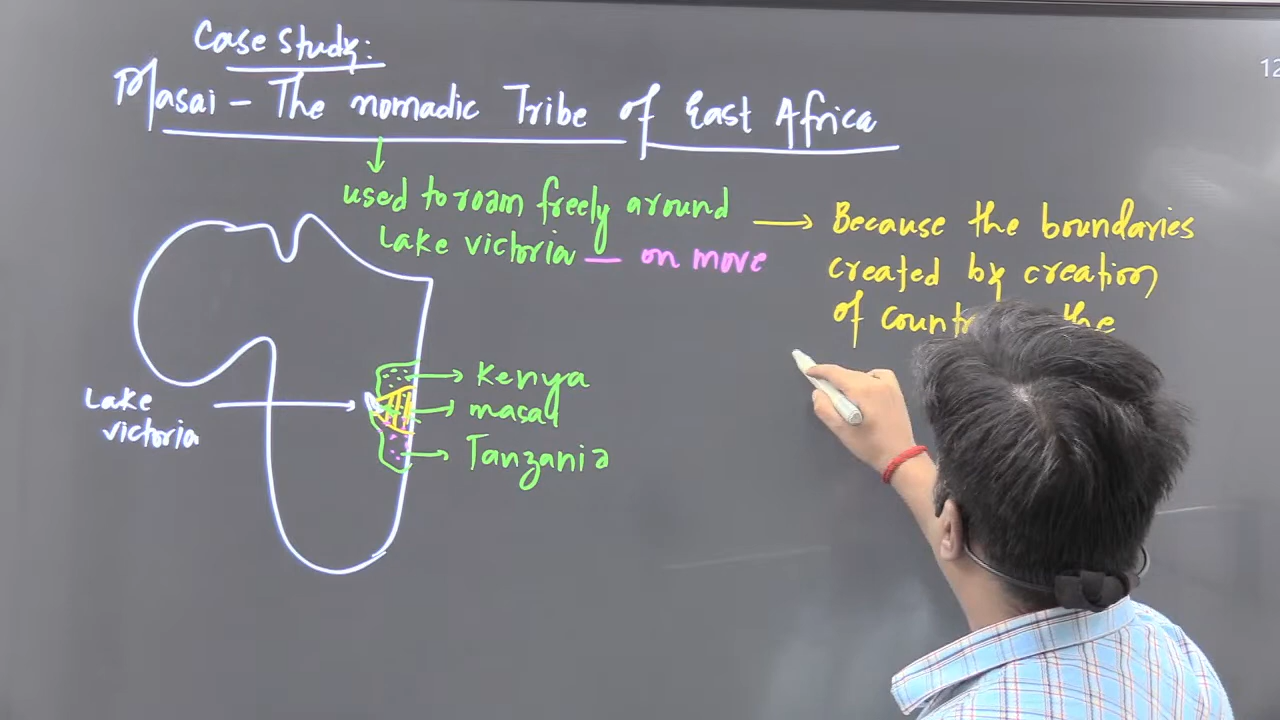 Case Study:
Masai - The nomadic Tribe of East Africa
used to roam freely around
Lake victoria — on move
Because the boundaries
created by creation
of the
Kenya
Lake
victoria
masai
Tanzania
12